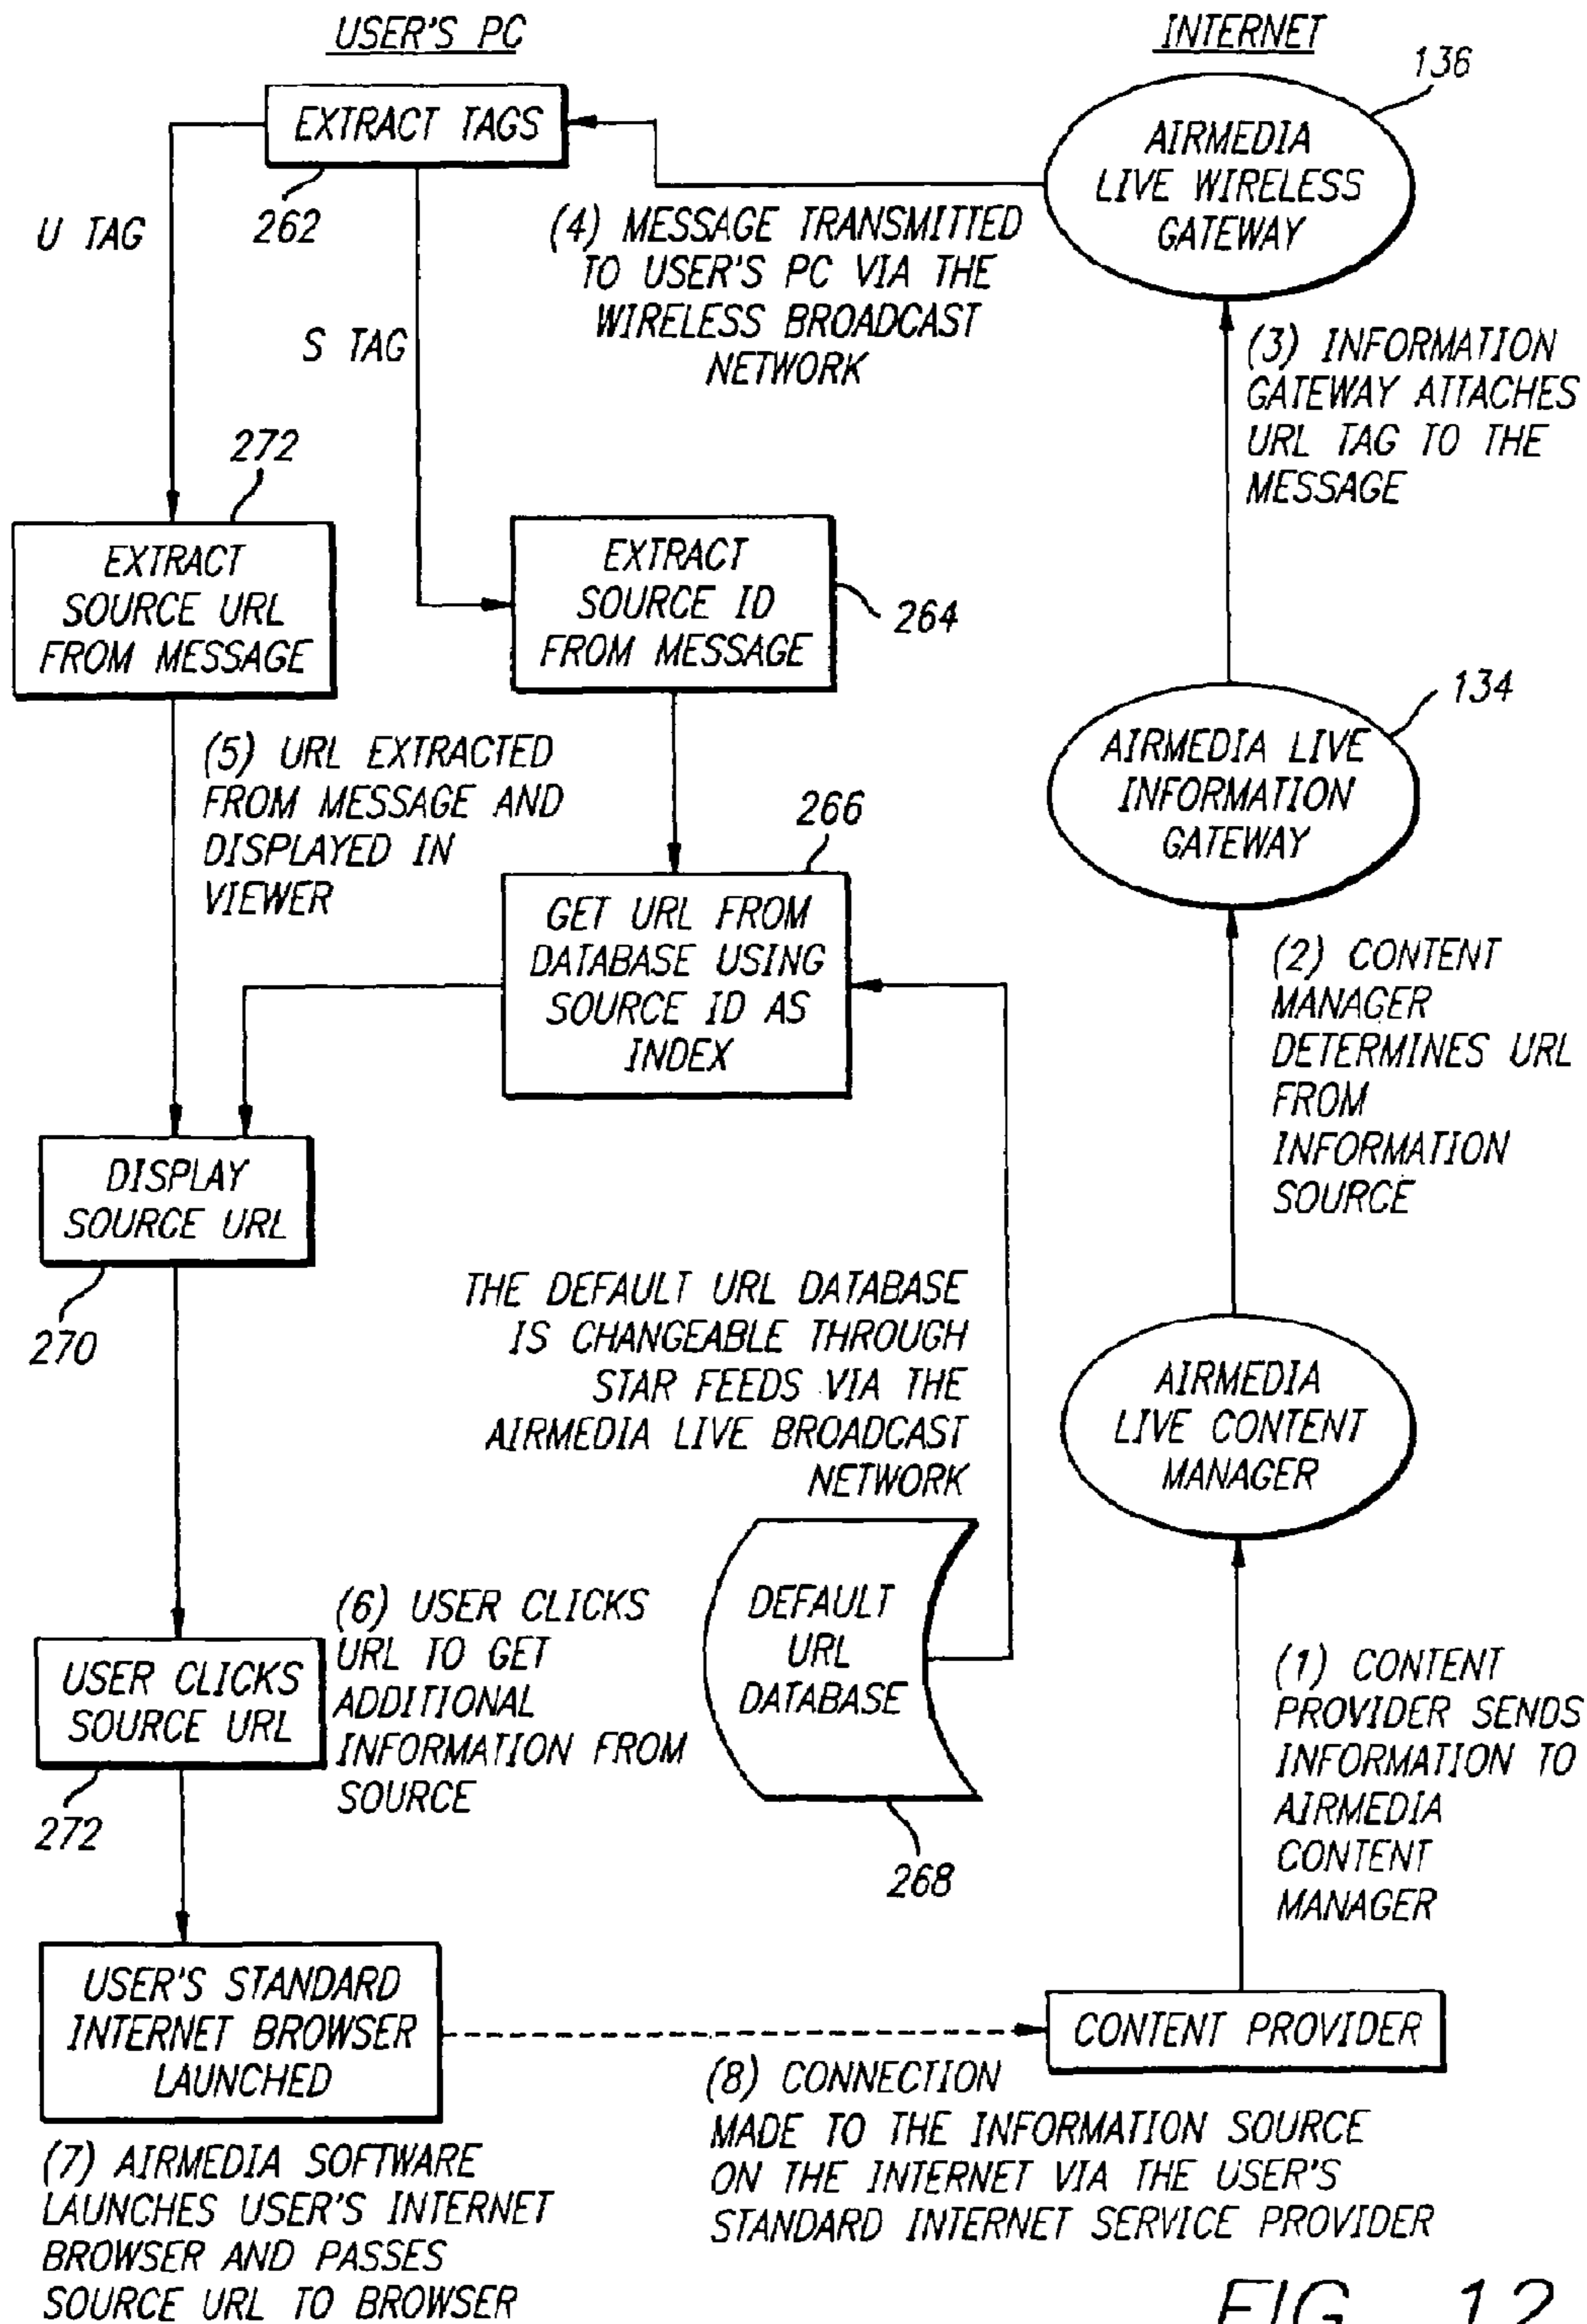 USER'S PC
INTERNET
136
EXTRACT TAGS
262
AIRMEDIA
LIVE WIRELESS
GATEWAY
U TAG
S TAG
(4) MESSAGE TRANSMITTED
TO USER'S PC VIA THE
WIRELESS BROADCAST
NETWORK
(3) INFORMATION
GATEWAY ATTACHES
URL TAG TO THE
MESSAGE
272
EXTRACT
SOURCE URL
FROM MESSAGE
EXTRACT
SOURCE ID
FROM MESSAGE
264
134
AIRMEDIA LIVE
INFORMATION
GATEWAY
(5) URL EXTRACTED
FROM MESSAGE AND
DISPLAYED IN
VIEWER
266
GET URL FROM
DATABASE USING
SOURCE ID AS
INDEX
(2) CONTENT
MANAGER
DETERMINES URL
FROM
INFORMATION
SOURCE
DISPLAY
SOURCE URL
270
THE DEFAULT URL DATABASE
IS CHANGEABLE THROUGH
STAR FEEDS VIA THE
AIRMEDIA LIVE BROADCAST
NETWORK
AIRMEDIA
LIVE CONTENT
MANAGER
DEFAULT
URL
DATABASE
268
(6) USER CLICKS
URL TO GET
ADDITIONAL
INFORMATION FROM
SOURCE
USER CLICKS
SOURCE URL
272
(1) CONTENT
PROVIDER SENDS
INFORMATION TO
AIRMEDIA
CONTENT
MANAGER
USER'S STANDARD
INTERNET BROWSER
LAUNCHED
CONTENT PROVIDER
(7) AIRMEDIA SOFTWARE
LAUNCHES USER'S INTERNET
BROWSER AND PASSES
SOURCE URL TO BROWSER
(8) CONNECTION
MADE TO THE INFORMATION SOURCE
ON THE INTERNET VIA THE USER'S
STANDARD INTERNET SERVICE PROVIDER
FIG. 12